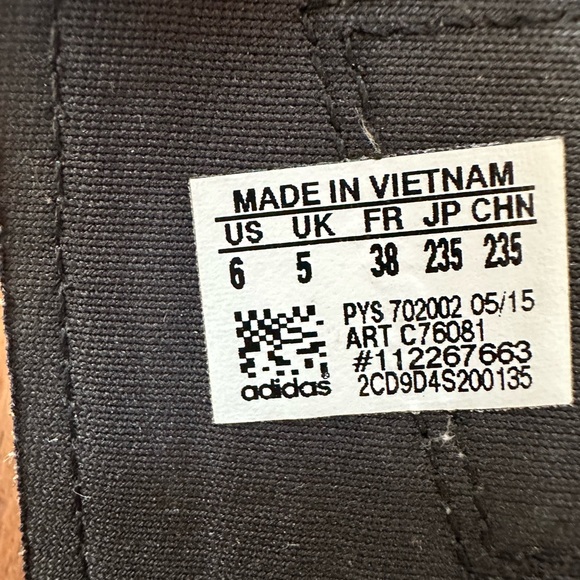 MADE IN VIETNAM
US UK FR JP CHN
6 5 38 235 235
PYS 702002 05/15
ART C76081
#112267663
adidas 2CD9D4S200135